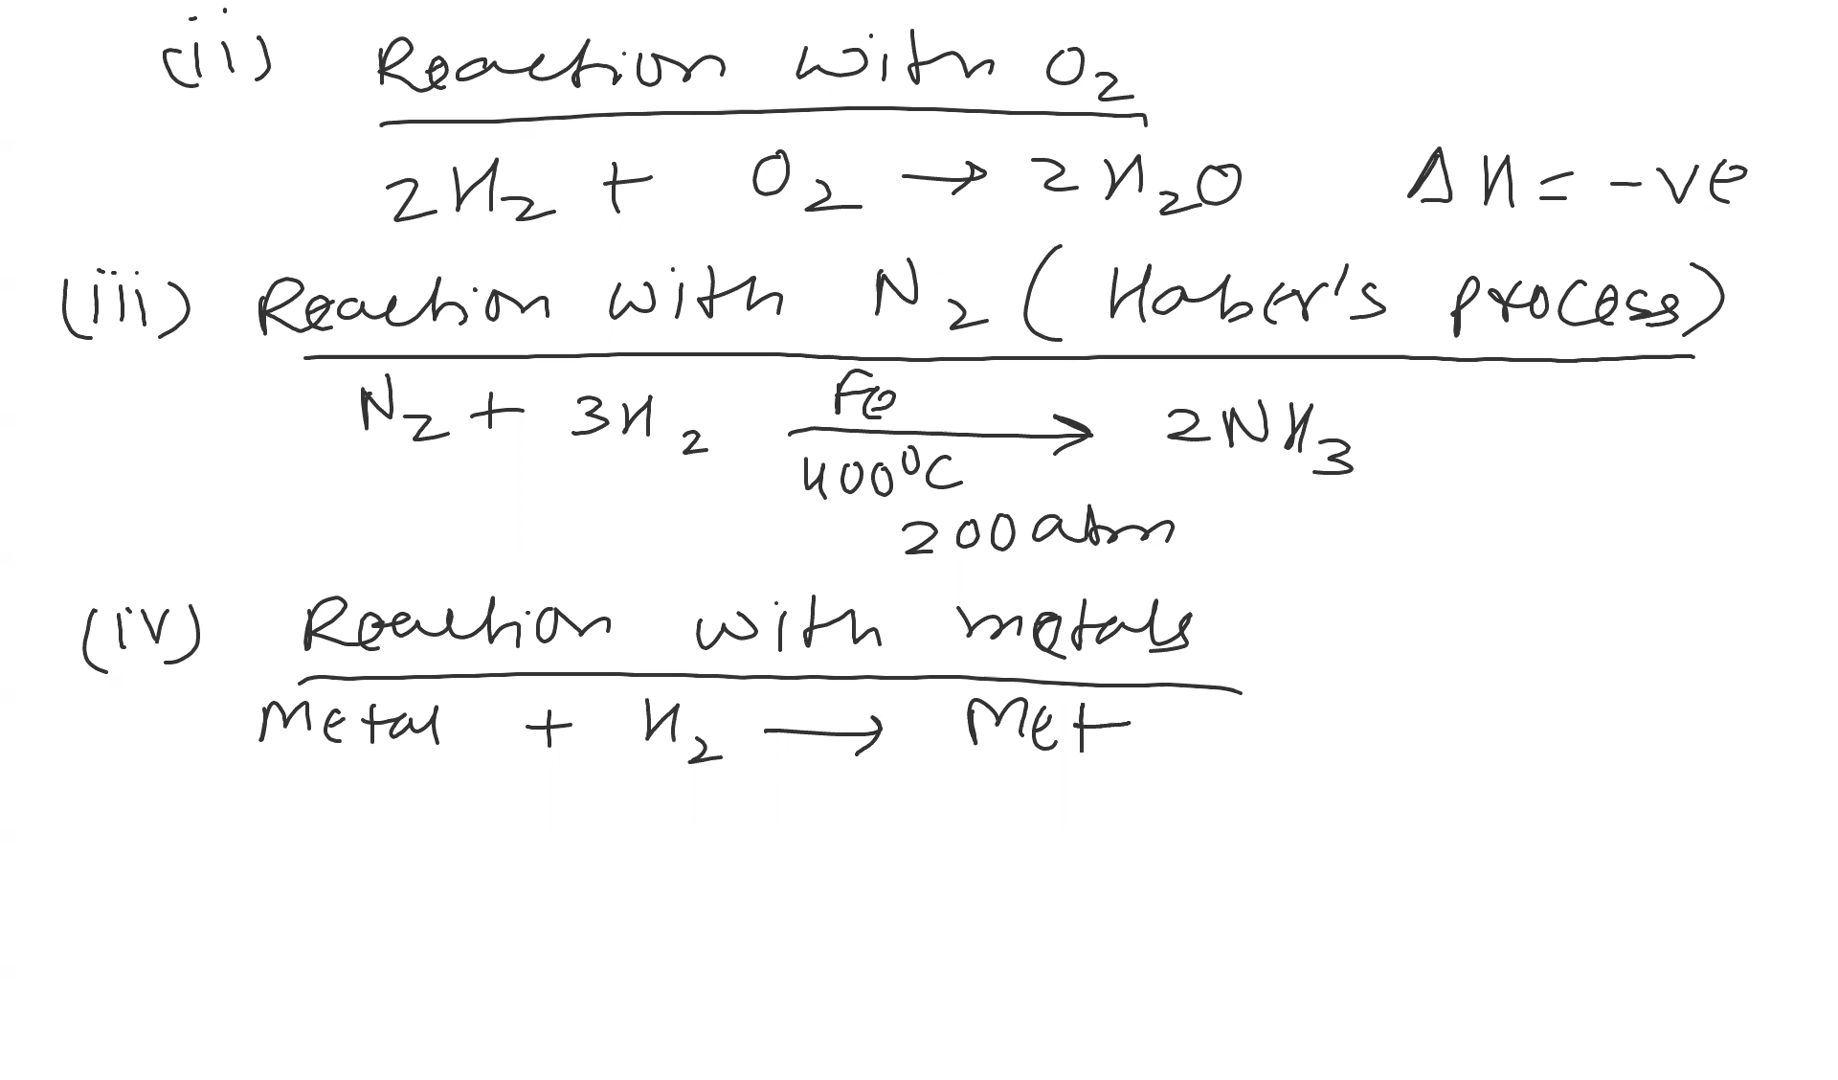 (ii) Reaction with O₂
2H₂ + O₂ → 2H₂O ΔH = -ve
(iii) Reaction with N₂ (Haber's process)
N₂ + 3H₂ Fe → 2NH₃
400⁰C
200 atm
(iv) Reaction with metals
Metal + H₂ → Met